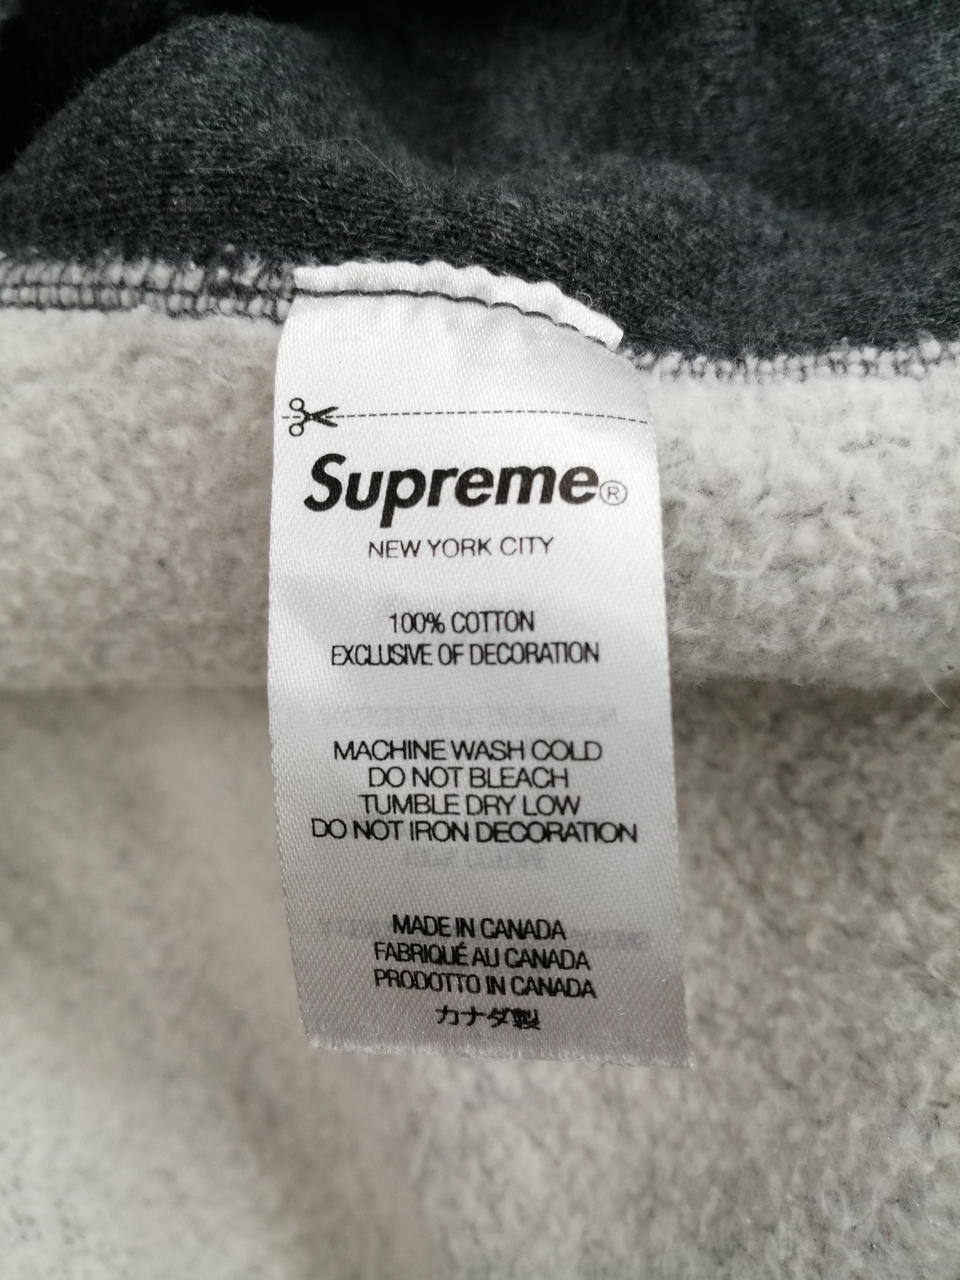 Supreme®
NEW YORK CITY
100% COTTON
EXCLUSIVE OF DECORATION
MACHINE WASH COLD
DO NOT BLEACH
TUMBLE DRY LOW
DO NOT IRON DECORATION
MADE IN CANADA
FABRIQUÉ AU CANADA
PRODOTTO IN CANADA
カナダ製